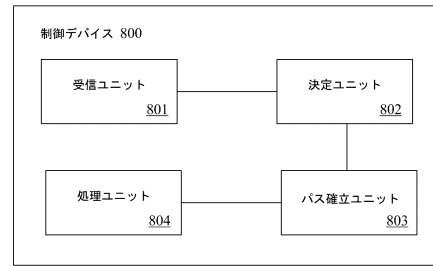 制御デバイス 800
受信ユニット
801
決定ユニット
802
処理ユニット
804
パス確立ユニット
803